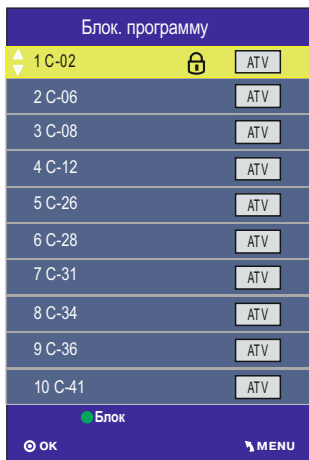 Блок. программу
1 C-02 ATV
2 C-06 ATV
3 C-08 ATV
4 C-12 ATV
5 C-26 ATV
6 C-28 ATV
7 C-31 ATV
8 C-34 ATV
9 C-36 ATV
10 C-41 ATV
Блок
OK MENU